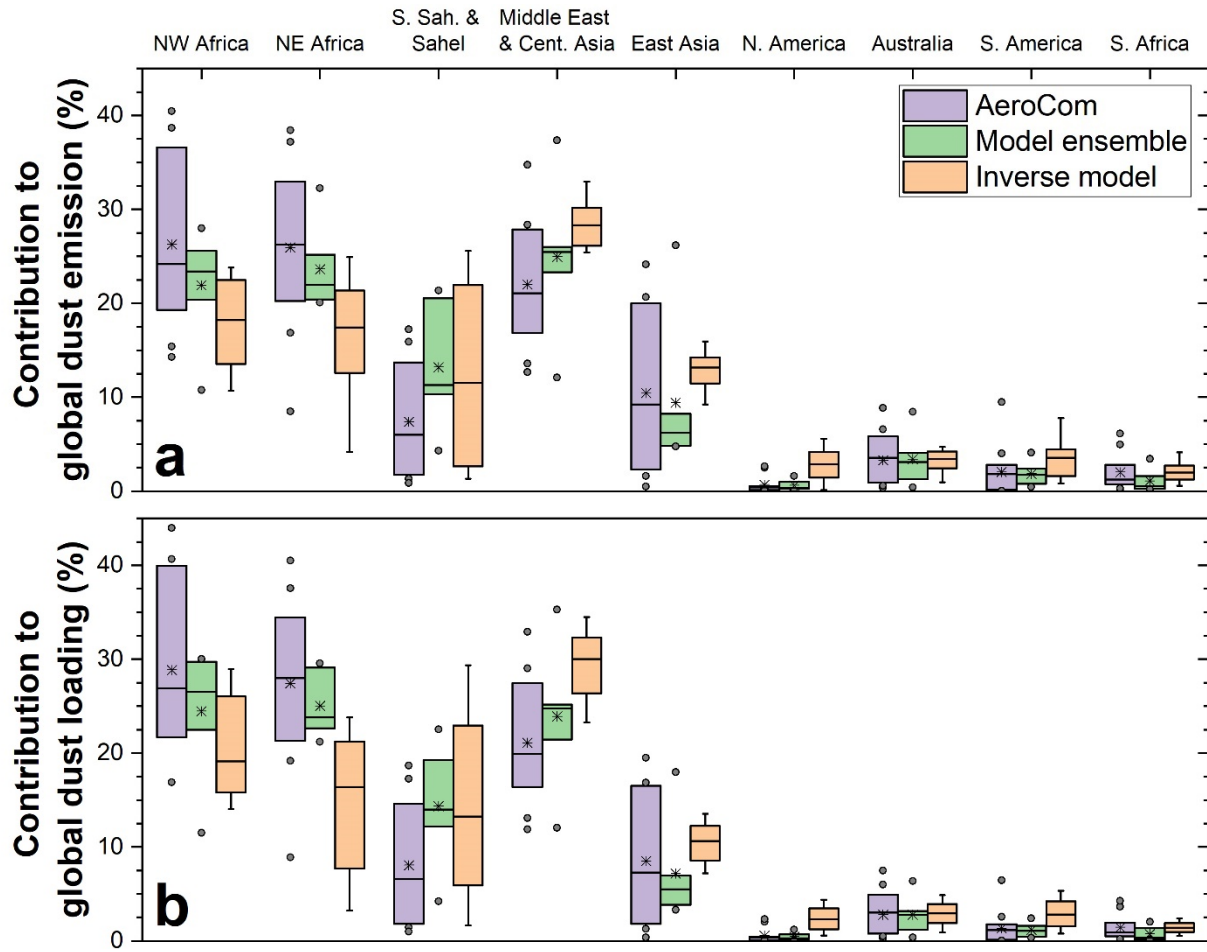 NW Africa
NE Africa
S. Sah. &
Sahel
Middle East
& Cent. Asia
East Asia
N. America
Australia
S. America
S. Africa
Contribution to
global dust emission (%)
40
30
20
10
0
AeroCom
Model ensemble
Inverse model
a
Contribution to
global dust loading (%)
40
30
20
10
0
b